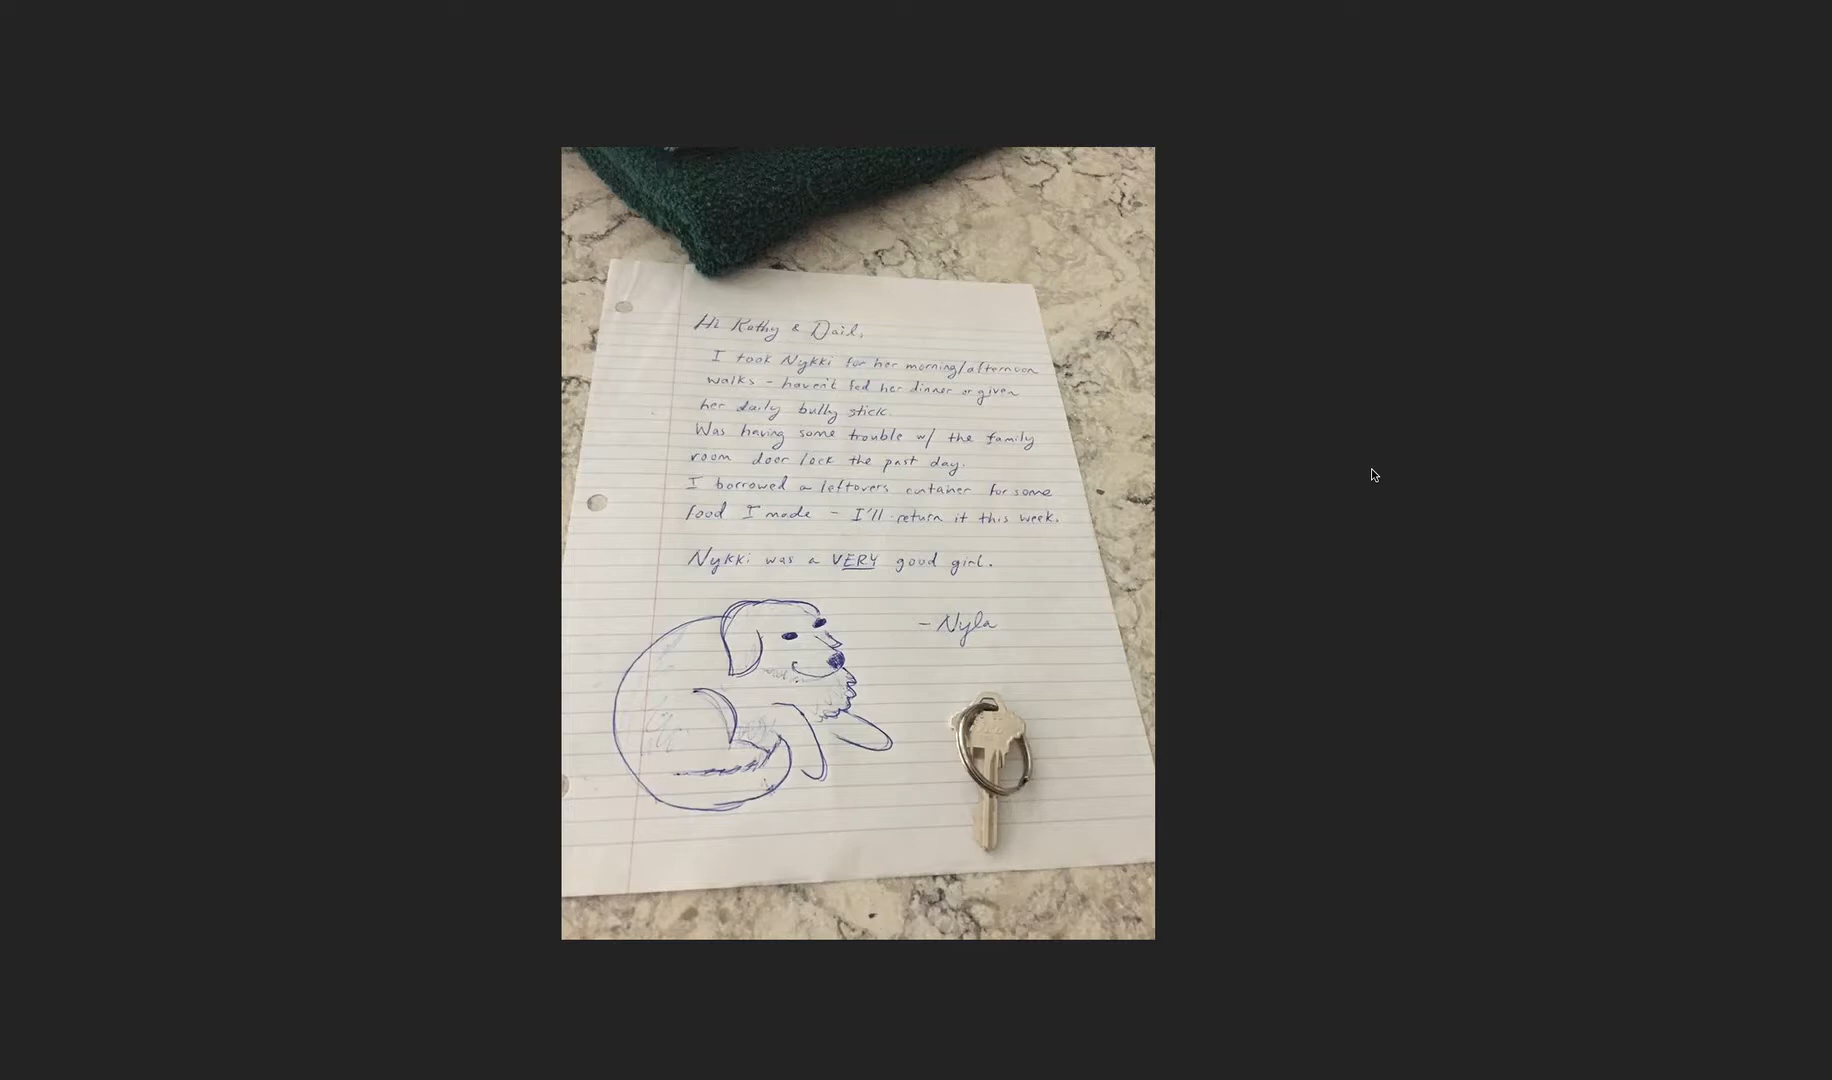 Hi Kathy & Daid,
I took Nykki for her morning/afternoon
walks - haven't fed her dinner or given
her daily bully stick.
Was having some trouble w/ the family
room door lock the past day.
I borrowed a leftovers container for some
food I made - I'll return it this week.
Nykki was a VERY good girl.
- Nyla